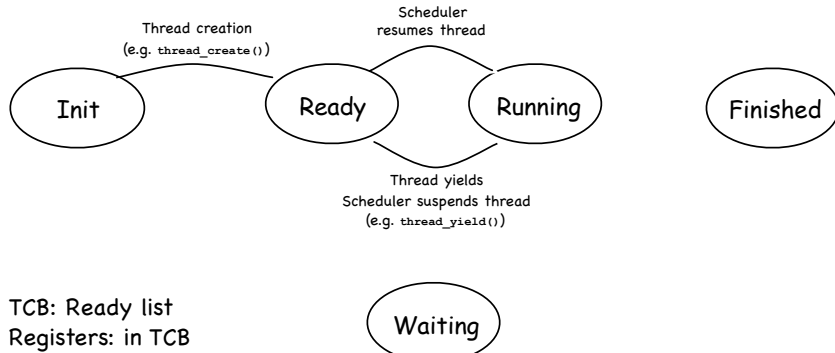 Thread creation
(e.g. thread_create())
Scheduler
resumes thread
Init
Ready
Running
Finished
Thread yields
Scheduler suspends thread
(e.g. thread_yield())
TCB: Ready list
Registers: in TCB
Waiting